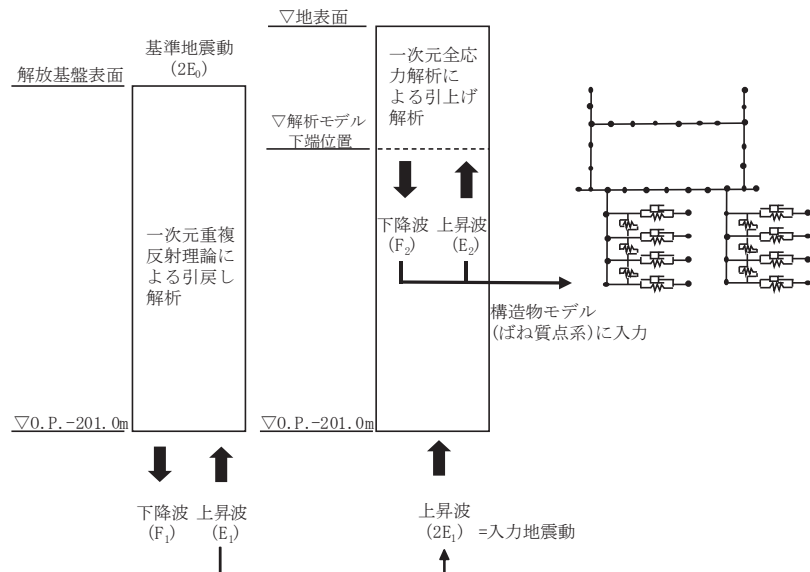 基準地震動
(2E₀)
解放基盤表面
一次元重複
反射理論に
よる引戻し
解析
▽O.P.-201.0m
下降波
(F₁)
上昇波
(E₁)
▽地表面
一次元全応
力解析に
よる引上げ
解析
▽解析モデル
下端位置
下降波
(F₂)
上昇波
(E₂)
構造物モデル
(ばね質点系)に入力
▽O.P.-201.0m
上昇波
(2E₁) =入力地震動